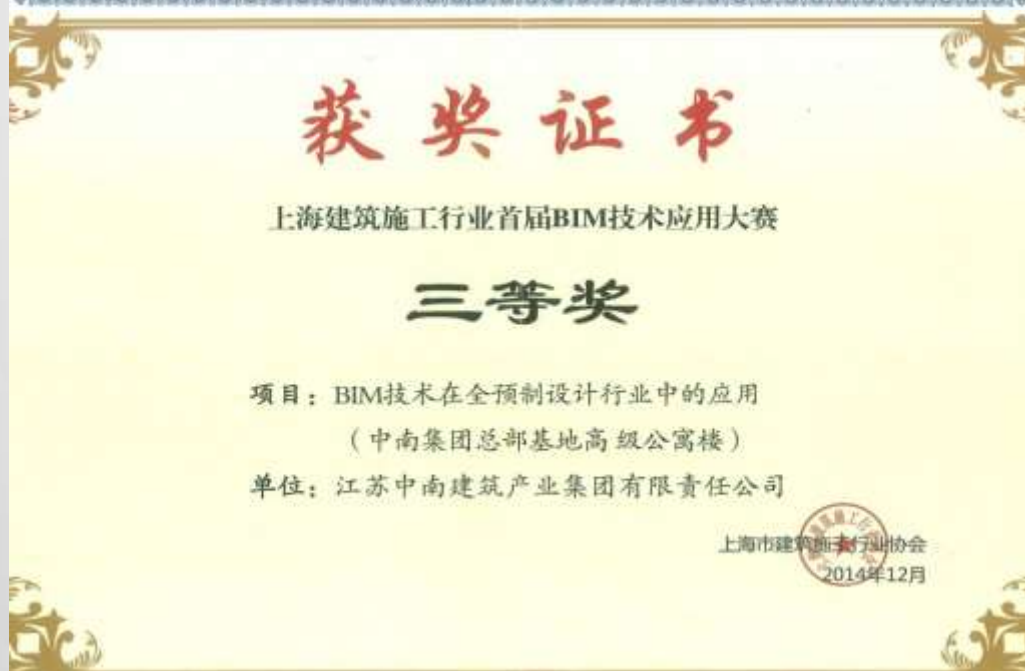 获奖证书
上海建筑施工行业首届BIM技术应用大赛
三等奖
项目：BIM技术在全预制设计行业中的应用
（中南集团总部基地高 级公寓楼）
单位：江苏中南建筑产业集团有限责任公司
上海市建筑施工行业协会
2014年12月